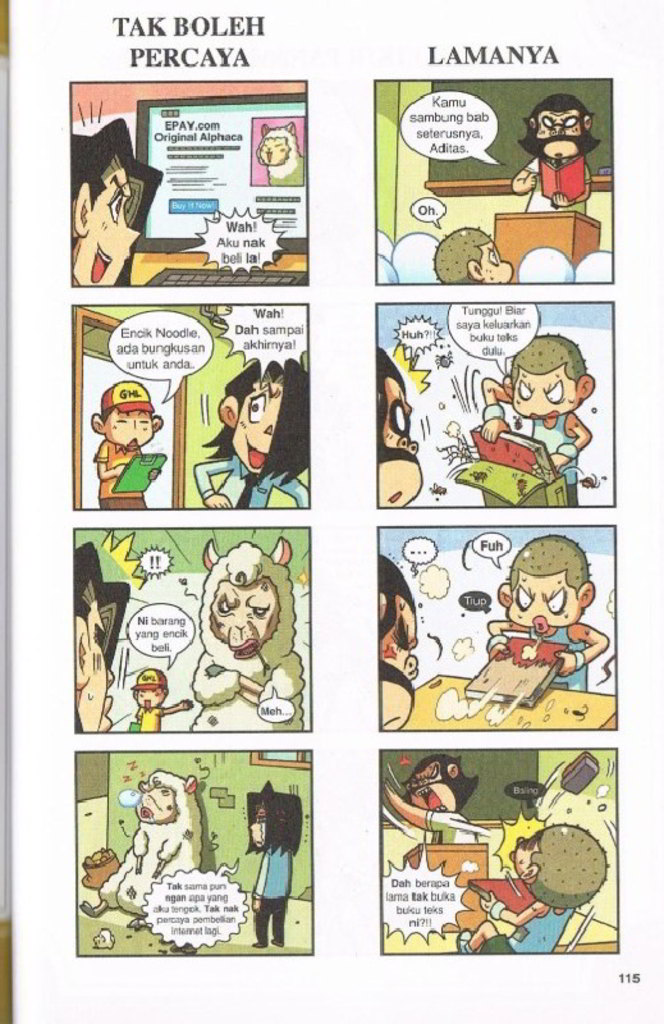 TAK BOLEH
PERCAYA
EPAY.com
Original Alphaca
Buy It Now!
Wah!
Aku nak
beli la!
Encik Noodle,
ada bungkusan
untuk anda..
Wah!
Dah sampai
akhirnya!
GHL
!!
Ni barang
yang encik
beli.
GHL
Meh...
Tak sama pun
ngan apa yang
aku tengok. Tak nak
percaya pembelian
internet lagi.
LAMANYA
Kamu
sambung bab
seterusnya,
Aditas.
Oh.
Huh?!!
Tunggu! Biar
saya keluarkan
buku teks
dulu.
...
Fuh
Tiup
Baling
Dah berapa
lama tak buka
buku teks
ni?!!
115